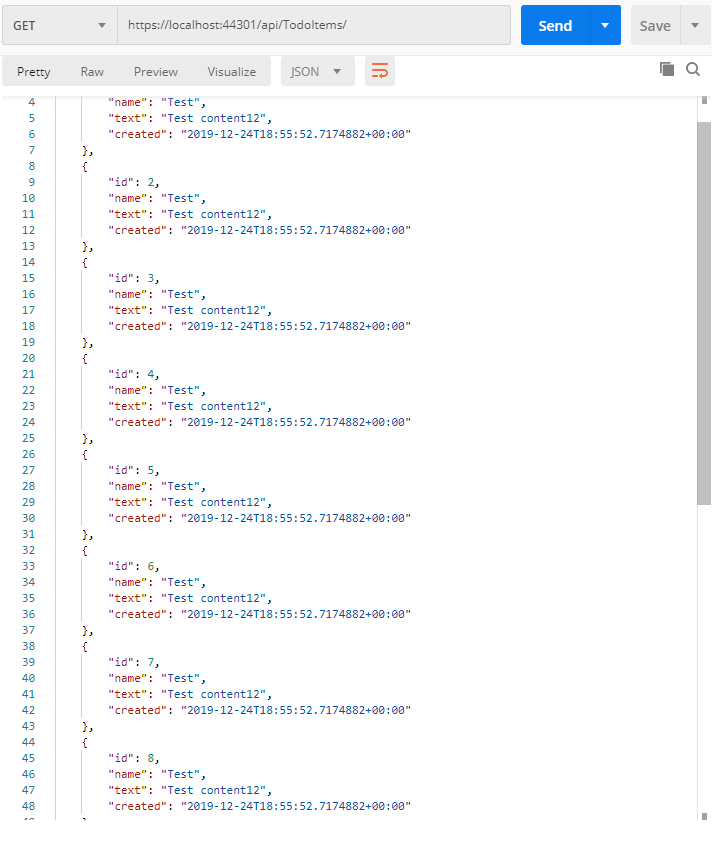 GET https://localhost:44301/api/TodoItems/ Send Save
Pretty Raw Preview Visualize JSON
4 "name": "Test",
5 "text": "Test content12",
6 "created": "2019-12-24T18:55:52.7174882+00:00"
7 },
8 {
9 "id": 2,
10 "name": "Test",
11 "text": "Test content12",
12 "created": "2019-12-24T18:55:52.7174882+00:00"
13 },
14 {
15 "id": 3,
16 "name": "Test",
17 "text": "Test content12",
18 "created": "2019-12-24T18:55:52.7174882+00:00"
19 },
20 {
21 "id": 4,
22 "name": "Test",
23 "text": "Test content12",
24 "created": "2019-12-24T18:55:52.7174882+00:00"
25 },
26 {
27 "id": 5,
28 "name": "Test",
29 "text": "Test content12",
30 "created": "2019-12-24T18:55:52.7174882+00:00"
31 },
32 {
33 "id": 6,
34 "name": "Test",
35 "text": "Test content12",
36 "created": "2019-12-24T18:55:52.7174882+00:00"
37 },
38 {
39 "id": 7,
40 "name": "Test",
41 "text": "Test content12",
42 "created": "2019-12-24T18:55:52.7174882+00:00"
43 },
44 {
45 "id": 8,
46 "name": "Test",
47 "text": "Test content12",
48 "created": "2019-12-24T18:55:52.7174882+00:00"